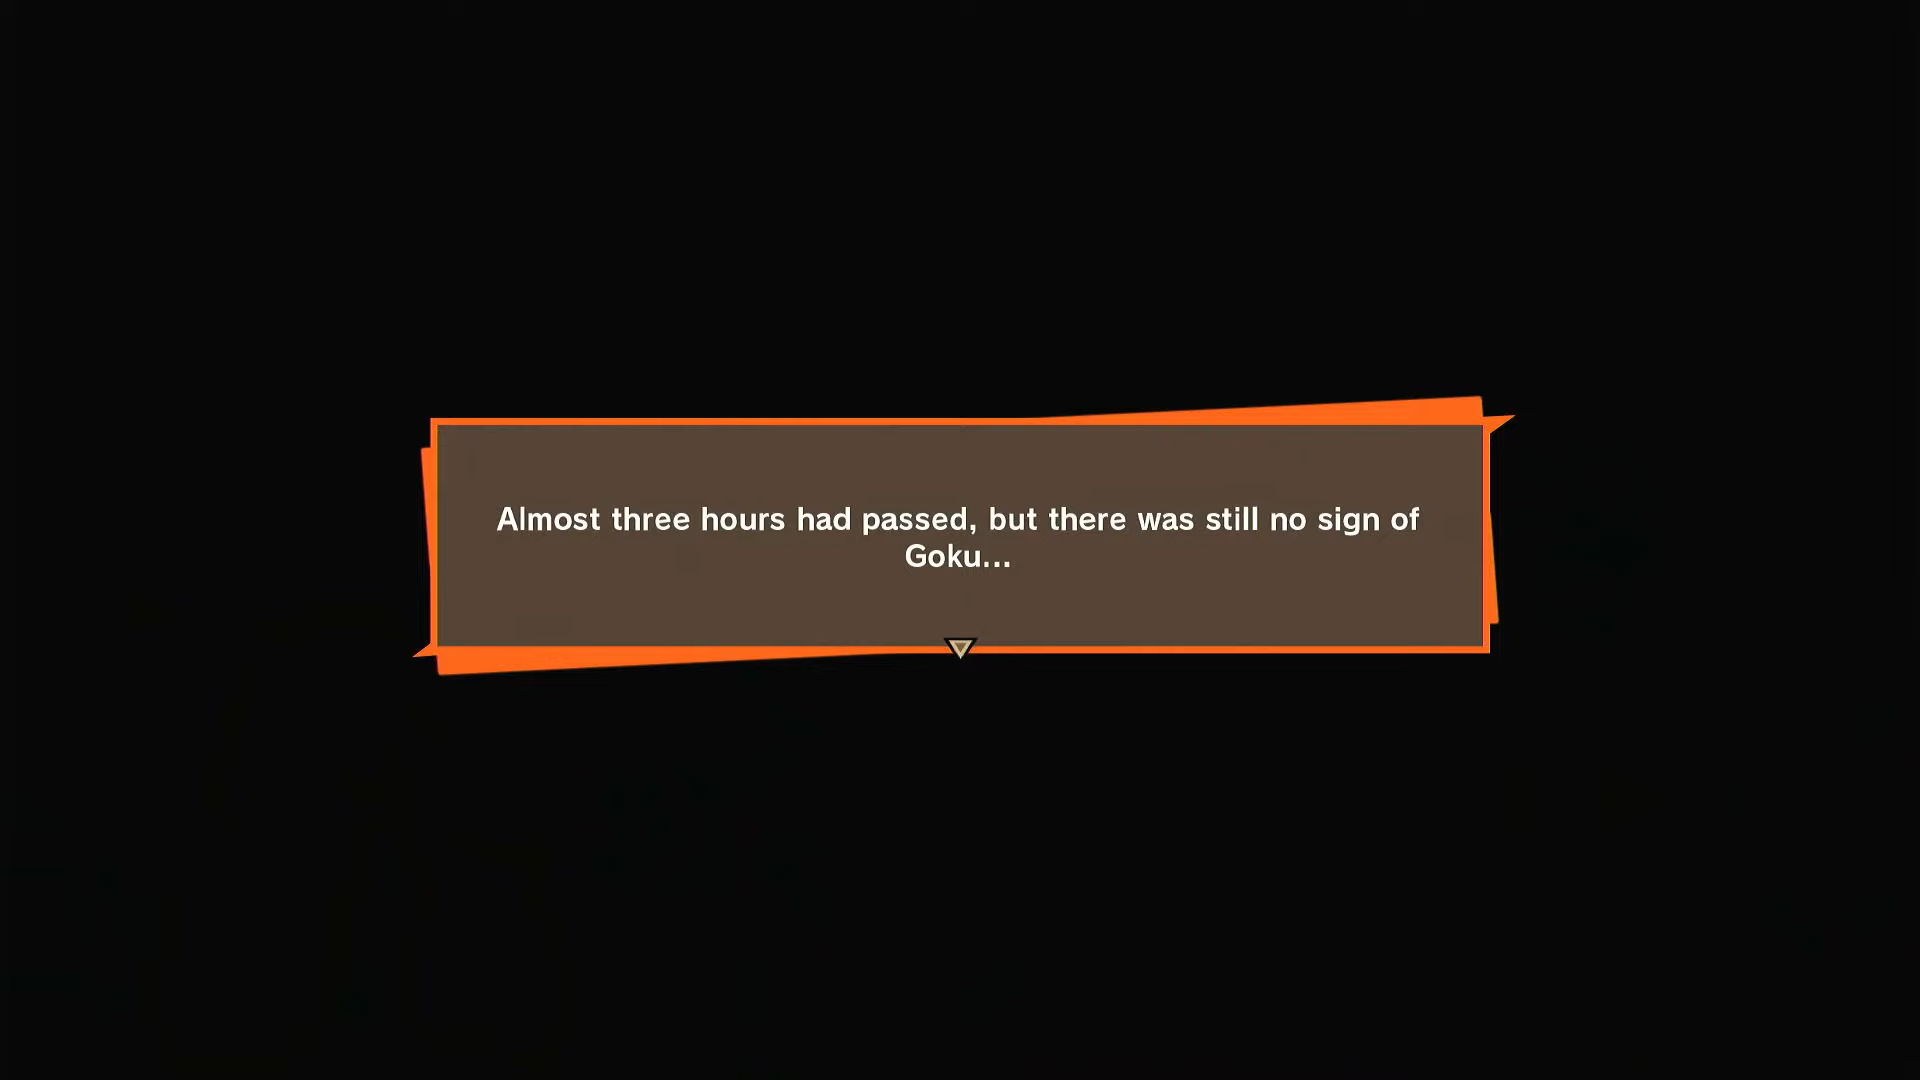 Almost three hours had passed, but there was still no sign of
Goku...